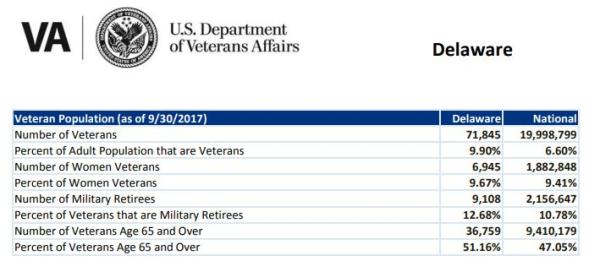 VA
U.S. Department
of Veterans Affairs
Delaware
Veteran Population (as of 9/30/2017) Delaware National
Number of Veterans 71,845 19,998,799
Percent of Adult Population that are Veterans 9.90% 6.60%
Number of Women Veterans 6,945 1,882,848
Percent of Women Veterans 9.67% 9.41%
Number of Military Retirees 9,108 2,156,647
Percent of Veterans that are Military Retirees 12.68% 10.78%
Number of Veterans Age 65 and Over 36,759 9,410,179
Percent of Veterans Age 65 and Over 51.16% 47.05%